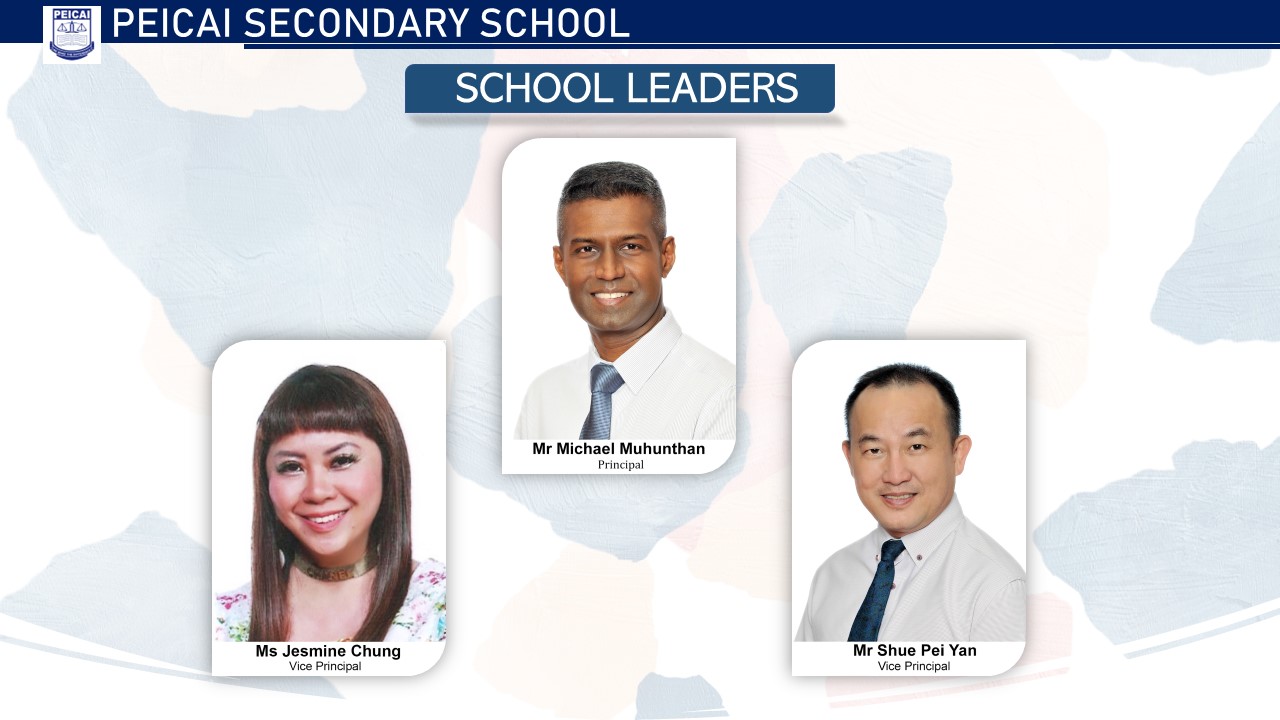 PEICAI
PEICAI SECONDARY SCHOOL
SCHOOL LEADERS
Mr Michael Muhunthan
Principal
Ms Jesmine Chung
Vice Principal
Mr Shue Pei Yan
Vice Principal